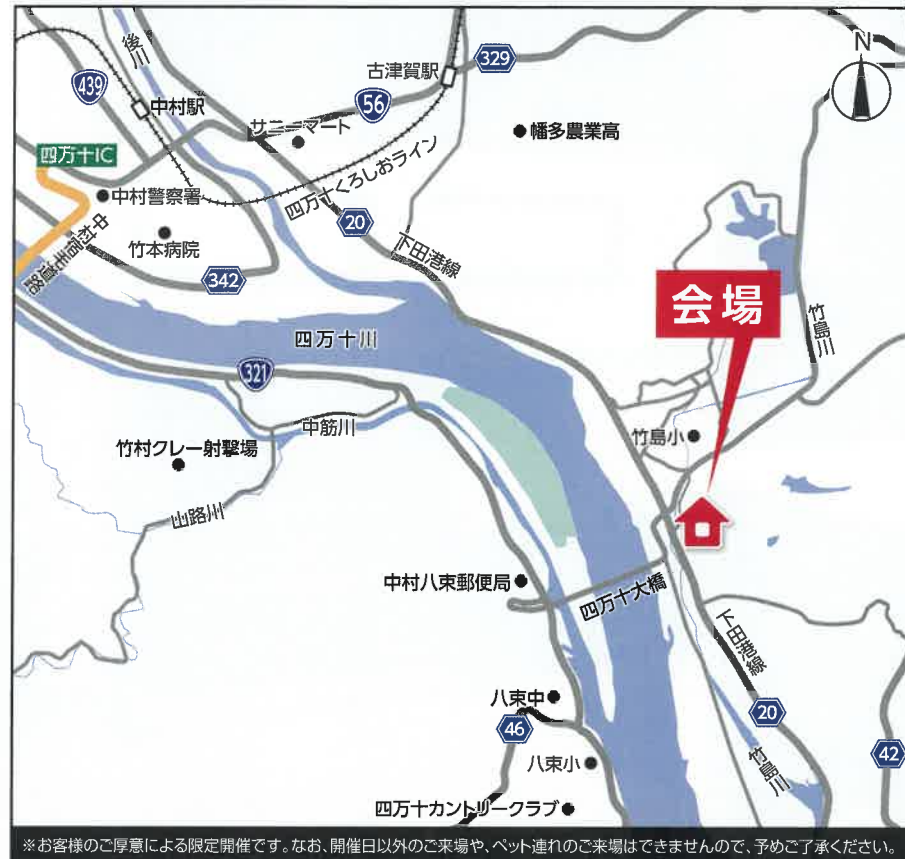 後川
古津賀駅
329
N
439
中村駅
56
サニーマート
幡多農業高
四万十IC
中村警察署
四万十くろしおライン
竹本病院
20
下田港線
中村宿毛道路
342
会場
四万十川
竹島川
321
中筋川
竹島小
竹村クレー射撃場
山路川
中村八束郵便局
四万十大橋
下田港線
八束中
46
20
42
八束小
竹島川
四万十カントリークラブ
※お客様のご厚意による限定開催です。なお、開催日以外のご来場や、ペット連れのご来場はできませんので、予めご了承ください。